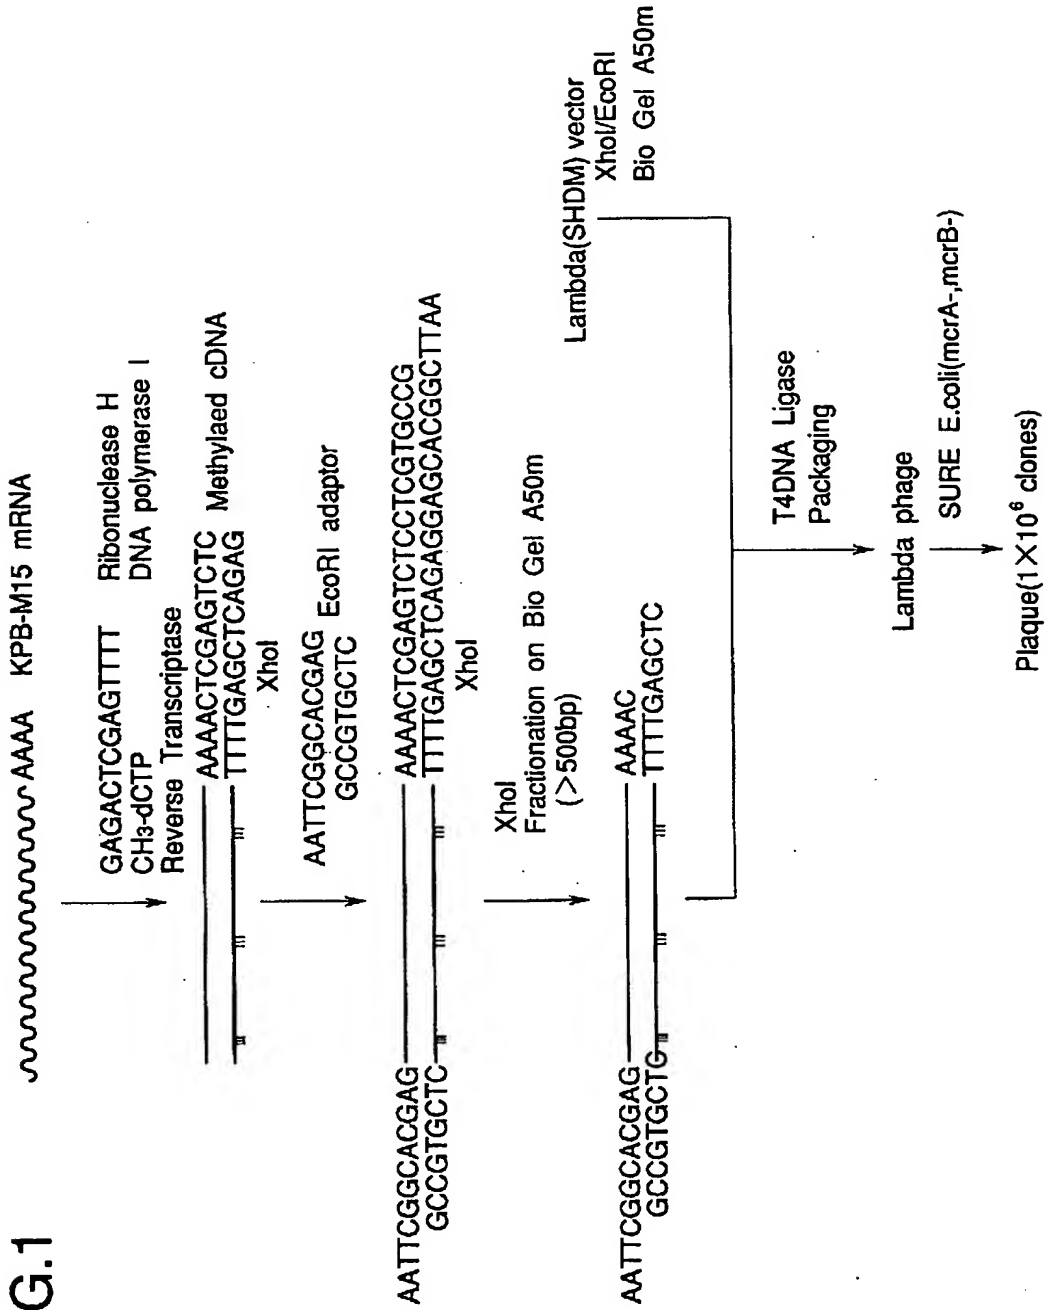 G.1
AAAA KPB-M15 mRNA
GAGACTCGAGTTTT Ribonuclease H
CH3-dCTP DNA polymerase I
Reverse Transcriptase
AAAACTCGAGTCTC Methylaed cDNA
TTTTGAGCTCAGAG
XhoI
AATTCGGCACGAG EcoRI adaptor
GCCGTGCTC
AATTCGGCACGAG AAAACTCGAGTCTCCTCGTGCCG
GCCGTGCTC TTTTGAGCTCAGAGGAGCACGGCTTAA
XhoI
XhoI
Fractionation on Bio Gel A50m
(>500bp)
AATTCGGCACGAG AAAAC
GCCGTGCTG TTTTGAGCTC
Lambda(SHDM) vector
XhoI/EcoRI
Bio Gel A50m
T4DNA Ligase
Packaging
Lambda phage
SURE E.coli(mcrA-,mcrB-)
Plaque(1×10⁶ clones)